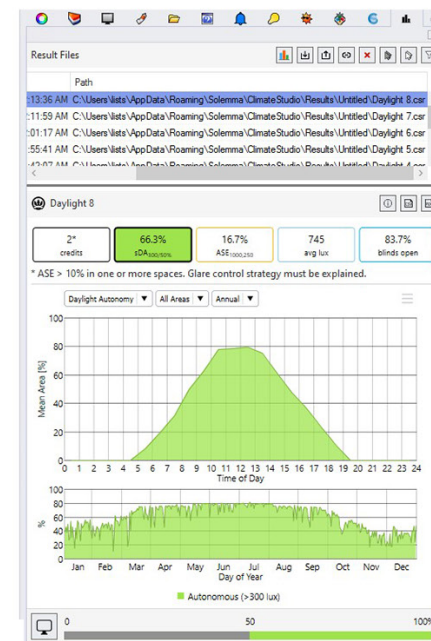 Result Files
Path
:13:36 AM C:\Users\lists\AppData\Roaming\Solemma\ClimateStudio\Results\Untitled\Daylight 8.csr
:11:59 AM C:\Users\lists\AppData\Roaming\Solemma\ClimateStudio\Results\Untitled\Daylight 7.csr
:01:17 AM C:\Users\lists\AppData\Roaming\Solemma\ClimateStudio\Results\Untitled\Daylight 6.csr
:55:41 AM C:\Users\lists\AppData\Roaming\Solemma\ClimateStudio\Results\Untitled\Daylight 5.csr
Daylight 8
2* 66.3% 16.7% 745 83.7%
credits sDA300/50% ASE1000,250 avg lux blinds open
* ASE > 10% in one or more spaces. Glare control strategy must be explained.
Daylight Autonomy All Areas Annual
100
80
60
40
20
0
Mean Area [%]
0 1 2 3 4 5 6 7 8 9 10 11 12 13 14 15 16 17 18 19 20 21 22 23 24
Time of Day
100
80
60
40
20
0
%
Jan Feb Mar Apr May Jun Jul Aug Sep Oct Nov Dec
Day of Year
Autonomous (>300 lux)
0 50 100%